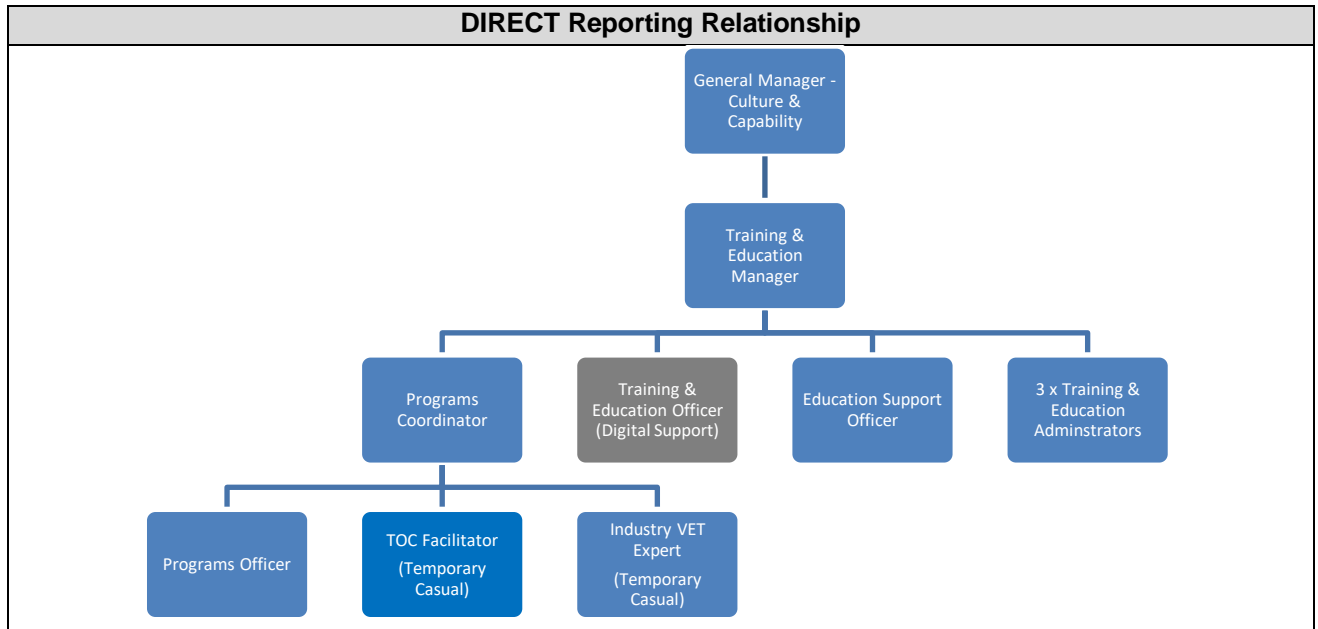 DIRECT Reporting Relationship
General Manager -
Culture &
Capability
Training &
Education
Manager
Programs
Coordinator
Training &
Education Officer
(Digital Support)
Education Support
Officer
3 x Training &
Education
Adminstrators
Programs Officer
TOC Facilitator
(Temporary
Casual)
Industry VET
Expert
(Temporary
Casual)